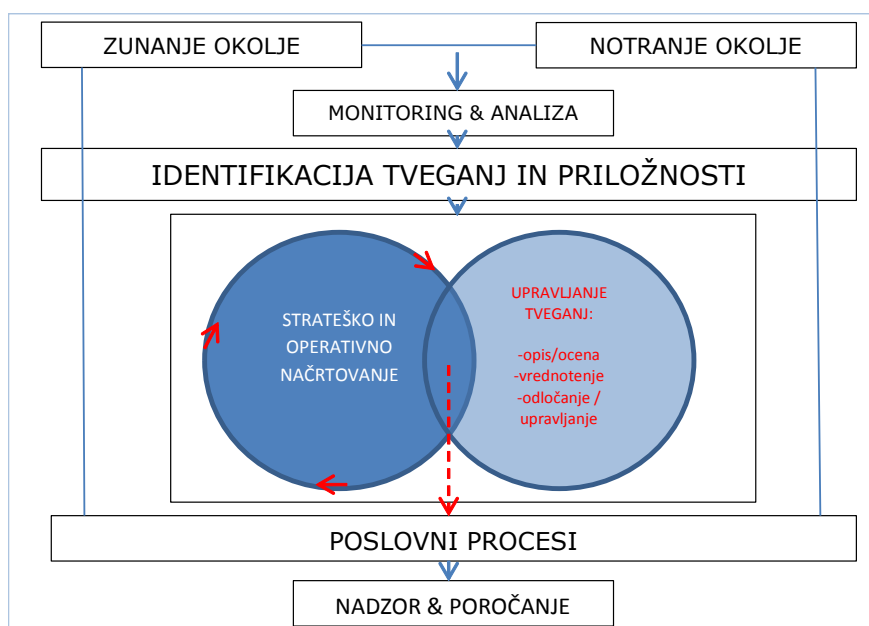 ZUNANJE OKOLJE
NOTRANJE OKOLJE
MONITORING & ANALIZA
IDENTIFIKACIJA TVEGANJ IN PRILOŽNOSTI
STRATEŠKO IN
OPERATIVNO
NAČRTOVANJE
UPRAVLJANJE
TVEGANJ:
-opis/ocena
-vrednotenje
-odločanje /
upravljanje
POSLOVNI PROCESI
NADZOR & POROČANJE